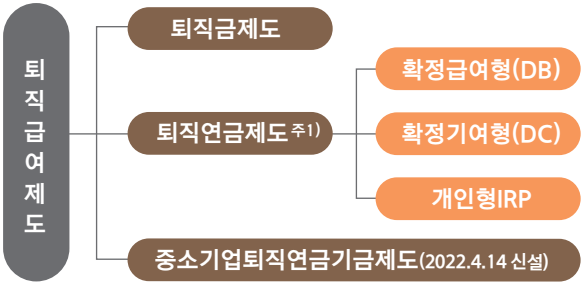 퇴직급여제도
퇴직금제도
퇴직연금제도 주1)
확정급여형(DB)
확정기여형(DC)
개인형IRP
중소기업퇴직연금기금제도(2022.4.14 신설)